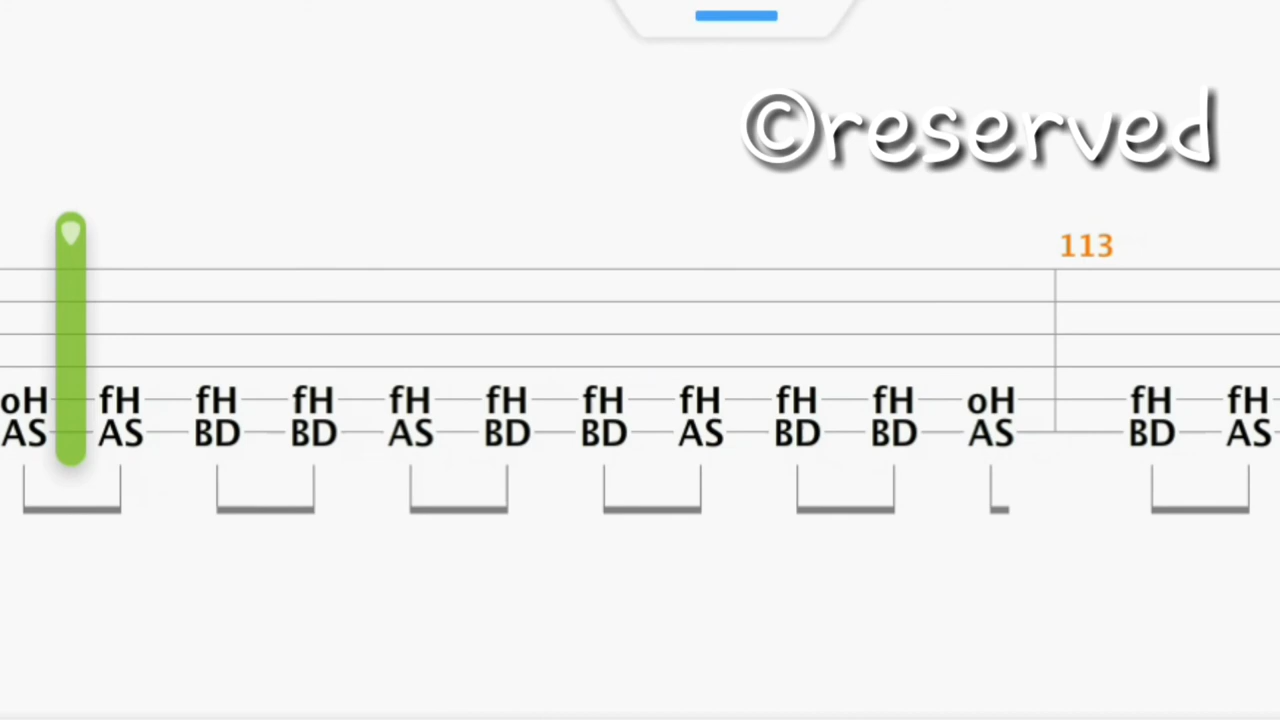 ©reserved
113
oH fH fH fH fH fH fH fH fH fH oH fH fH
AS AS BD BD AS BD BD AS BD BD AS BD AS